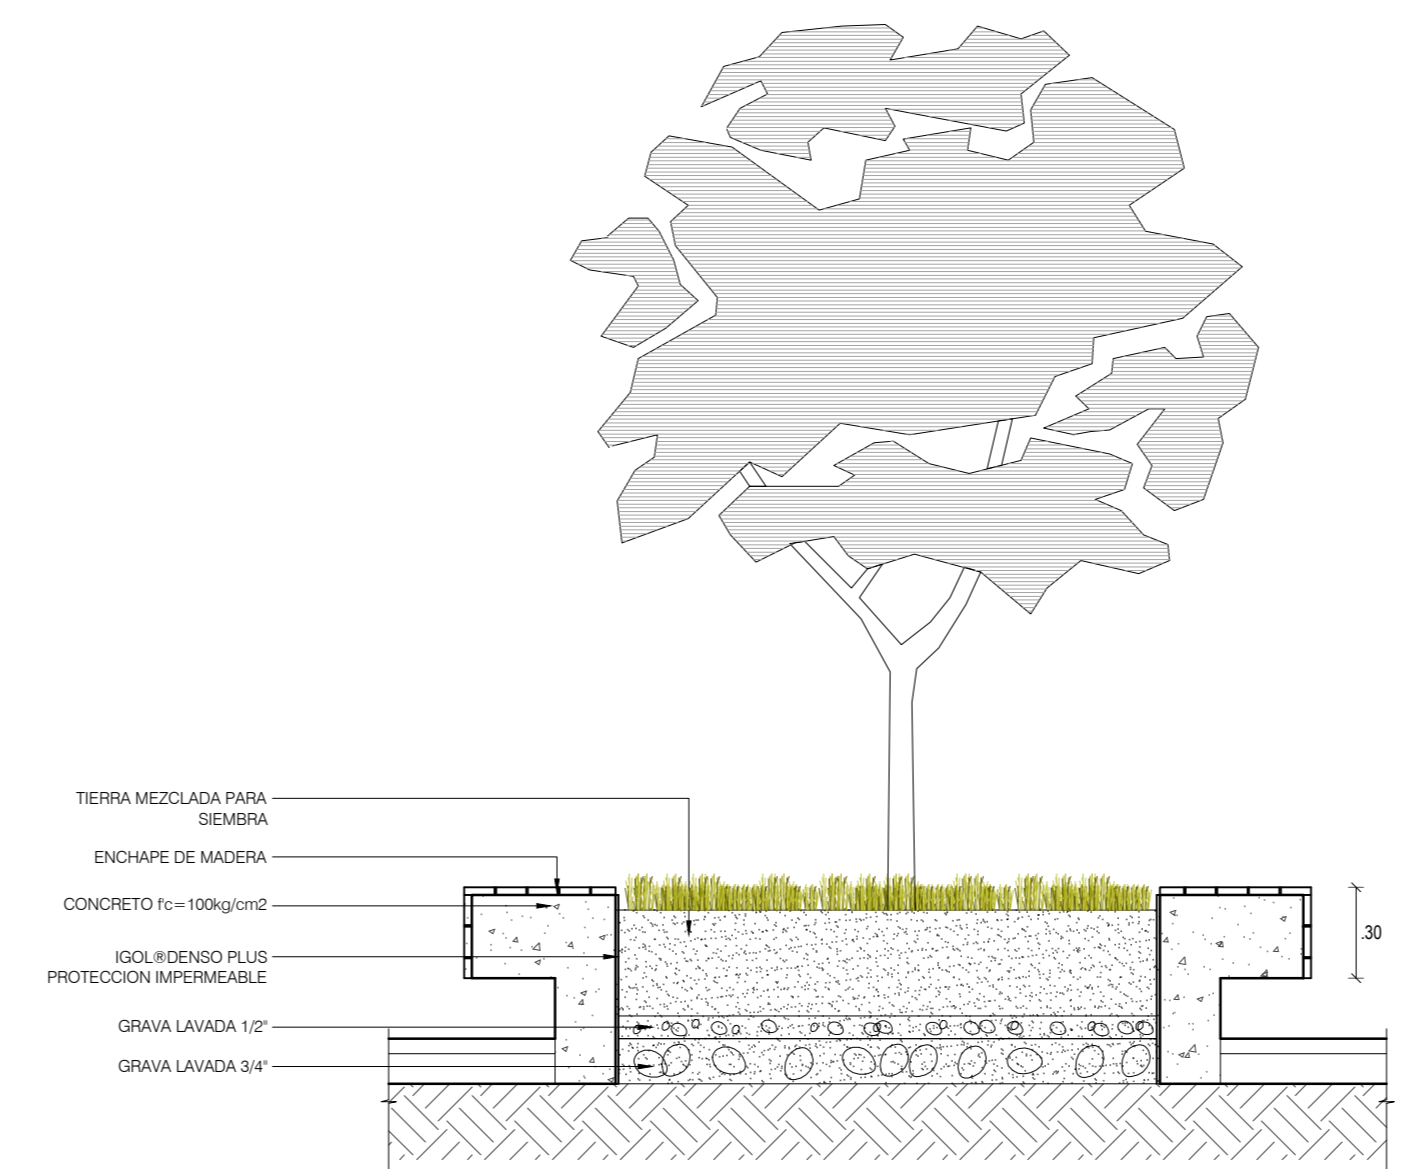 TIERRA MEZCLADA PARA
SIEMBRA
ENCHAPE DE MADERA
CONCRETO f'c=100kg/cm2
IGOL®DENSO PLUS
PROTECCION IMPERMEABLE
GRAVA LAVADA 1/2"
GRAVA LAVADA 3/4"
.30